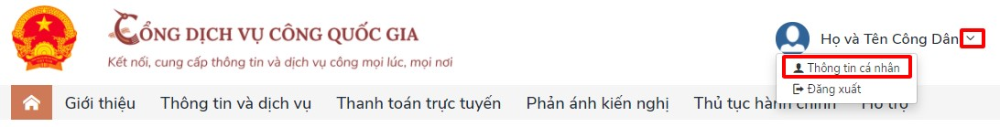 CỔNG DỊCH VỤ CÔNG QUỐC GIA
Kết nối, cung cấp thông tin và dịch vụ công mọi lúc, mọi nơi
Họ và Tên Công Dân
Thông tin cá nhân
Đăng xuất
Giới thiệu Thông tin và dịch vụ Thanh toán trực tuyến Phản ánh kiến nghị Thủ tục hành chính Hỗ trợ